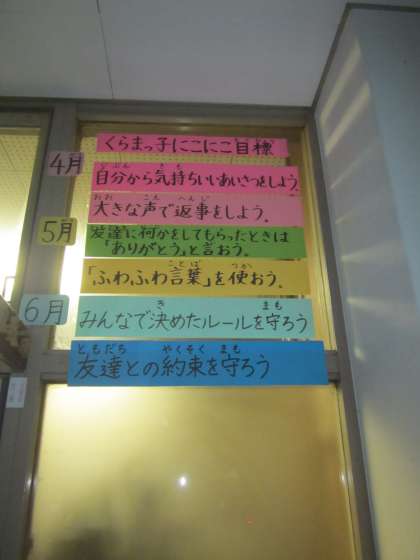 くらまっ子にこにこ目標
4月
自分から気持ちいいあいさつをしよう。
大きな声で返事をしよう。
5月
友達に何かをしてもらったときは
「ありがとう」と言おう。
「ふわふわ言葉」を使おう。
6月
みんなで決めたルールを守ろう
友達との約束を守ろう